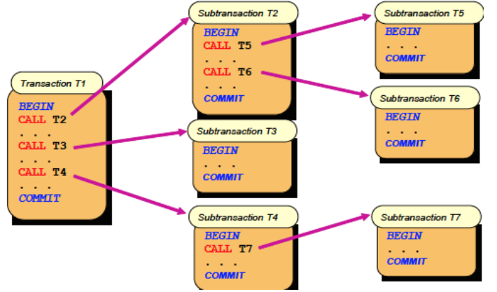 Transaction T1
BEGIN
CALL T2
. . .
CALL T3
. . .
CALL T4
. . .
COMMIT
Subtransaction T2
BEGIN
CALL T5
. . .
CALL T6
. . .
COMMIT
Subtransaction T3
BEGIN
. . .
COMMIT
Subtransaction T4
BEGIN
CALL T7
. . .
COMMIT
Subtransaction T5
BEGIN
. . .
COMMIT
Subtransaction T6
BEGIN
. . .
COMMIT
Subtransaction T7
BEGIN
. . .
COMMIT